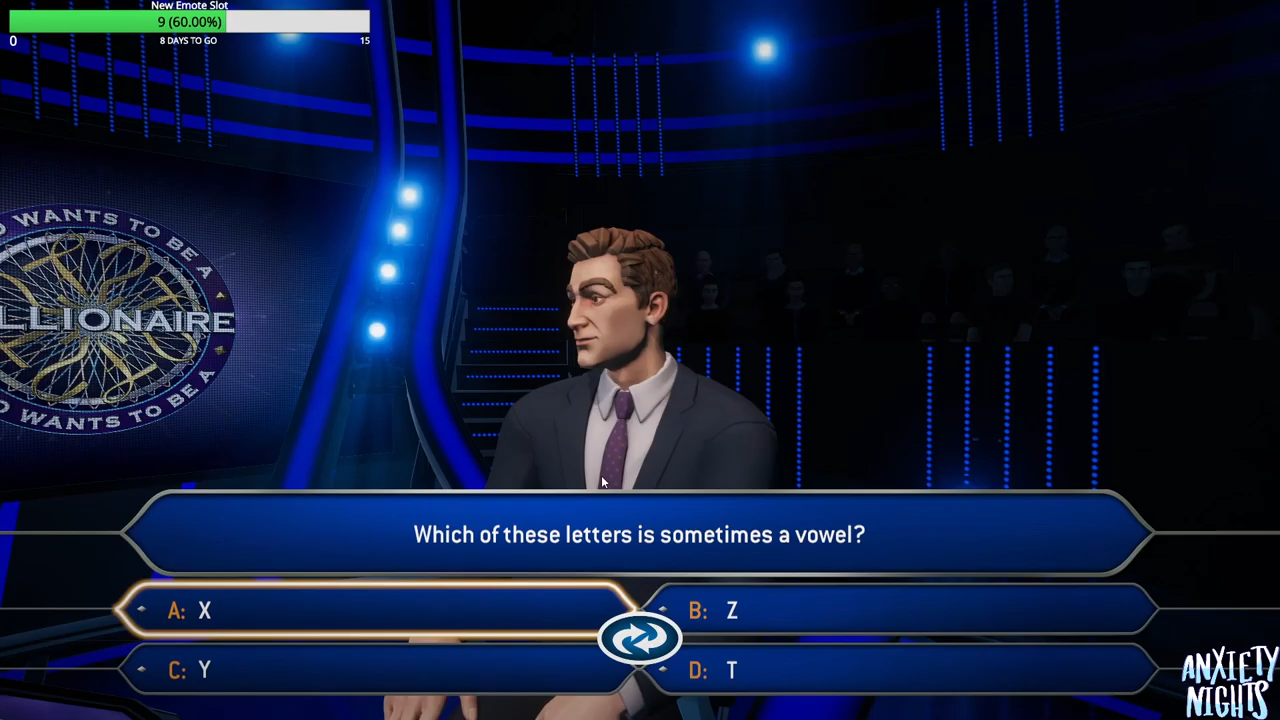 New Emote Slot
9 (60.00%)
0
8 DAYS TO GO
15
WANTS TO BE A
LLIONAIRE
WANTS TO BE A
Which of these letters is sometimes a vowel?
A: X
B: Z
C: Y
D: T
ANXIETY
NIGHTS